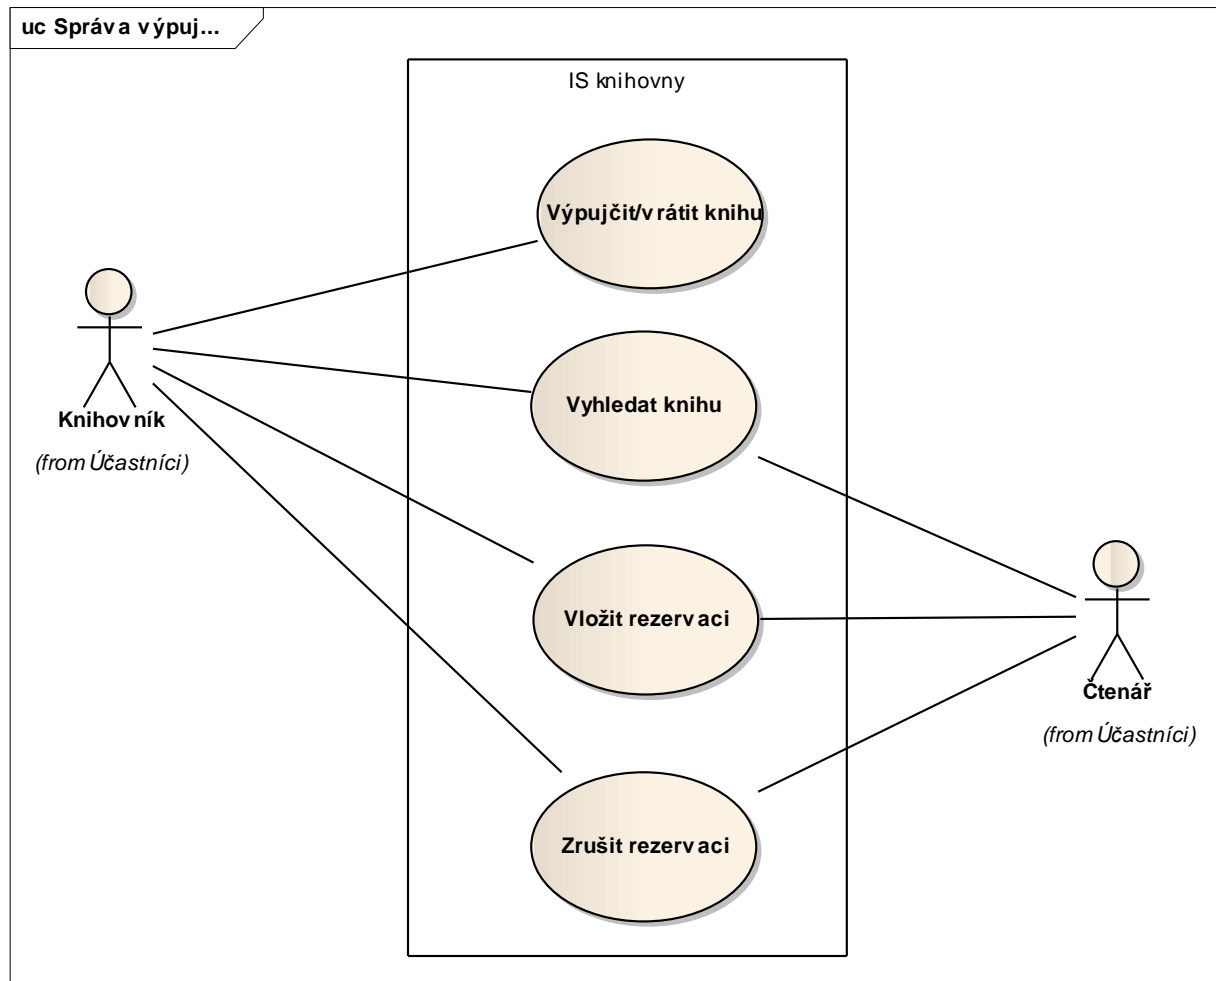 uc Správa výpuj...
IS knihovny
Výpujčit/vrátit knihu
Vyhledat knihu
Knihovník
(from Účastníci)
Vložit rezervaci
Čtenář
(from Účastníci)
Zrušit rezervaci